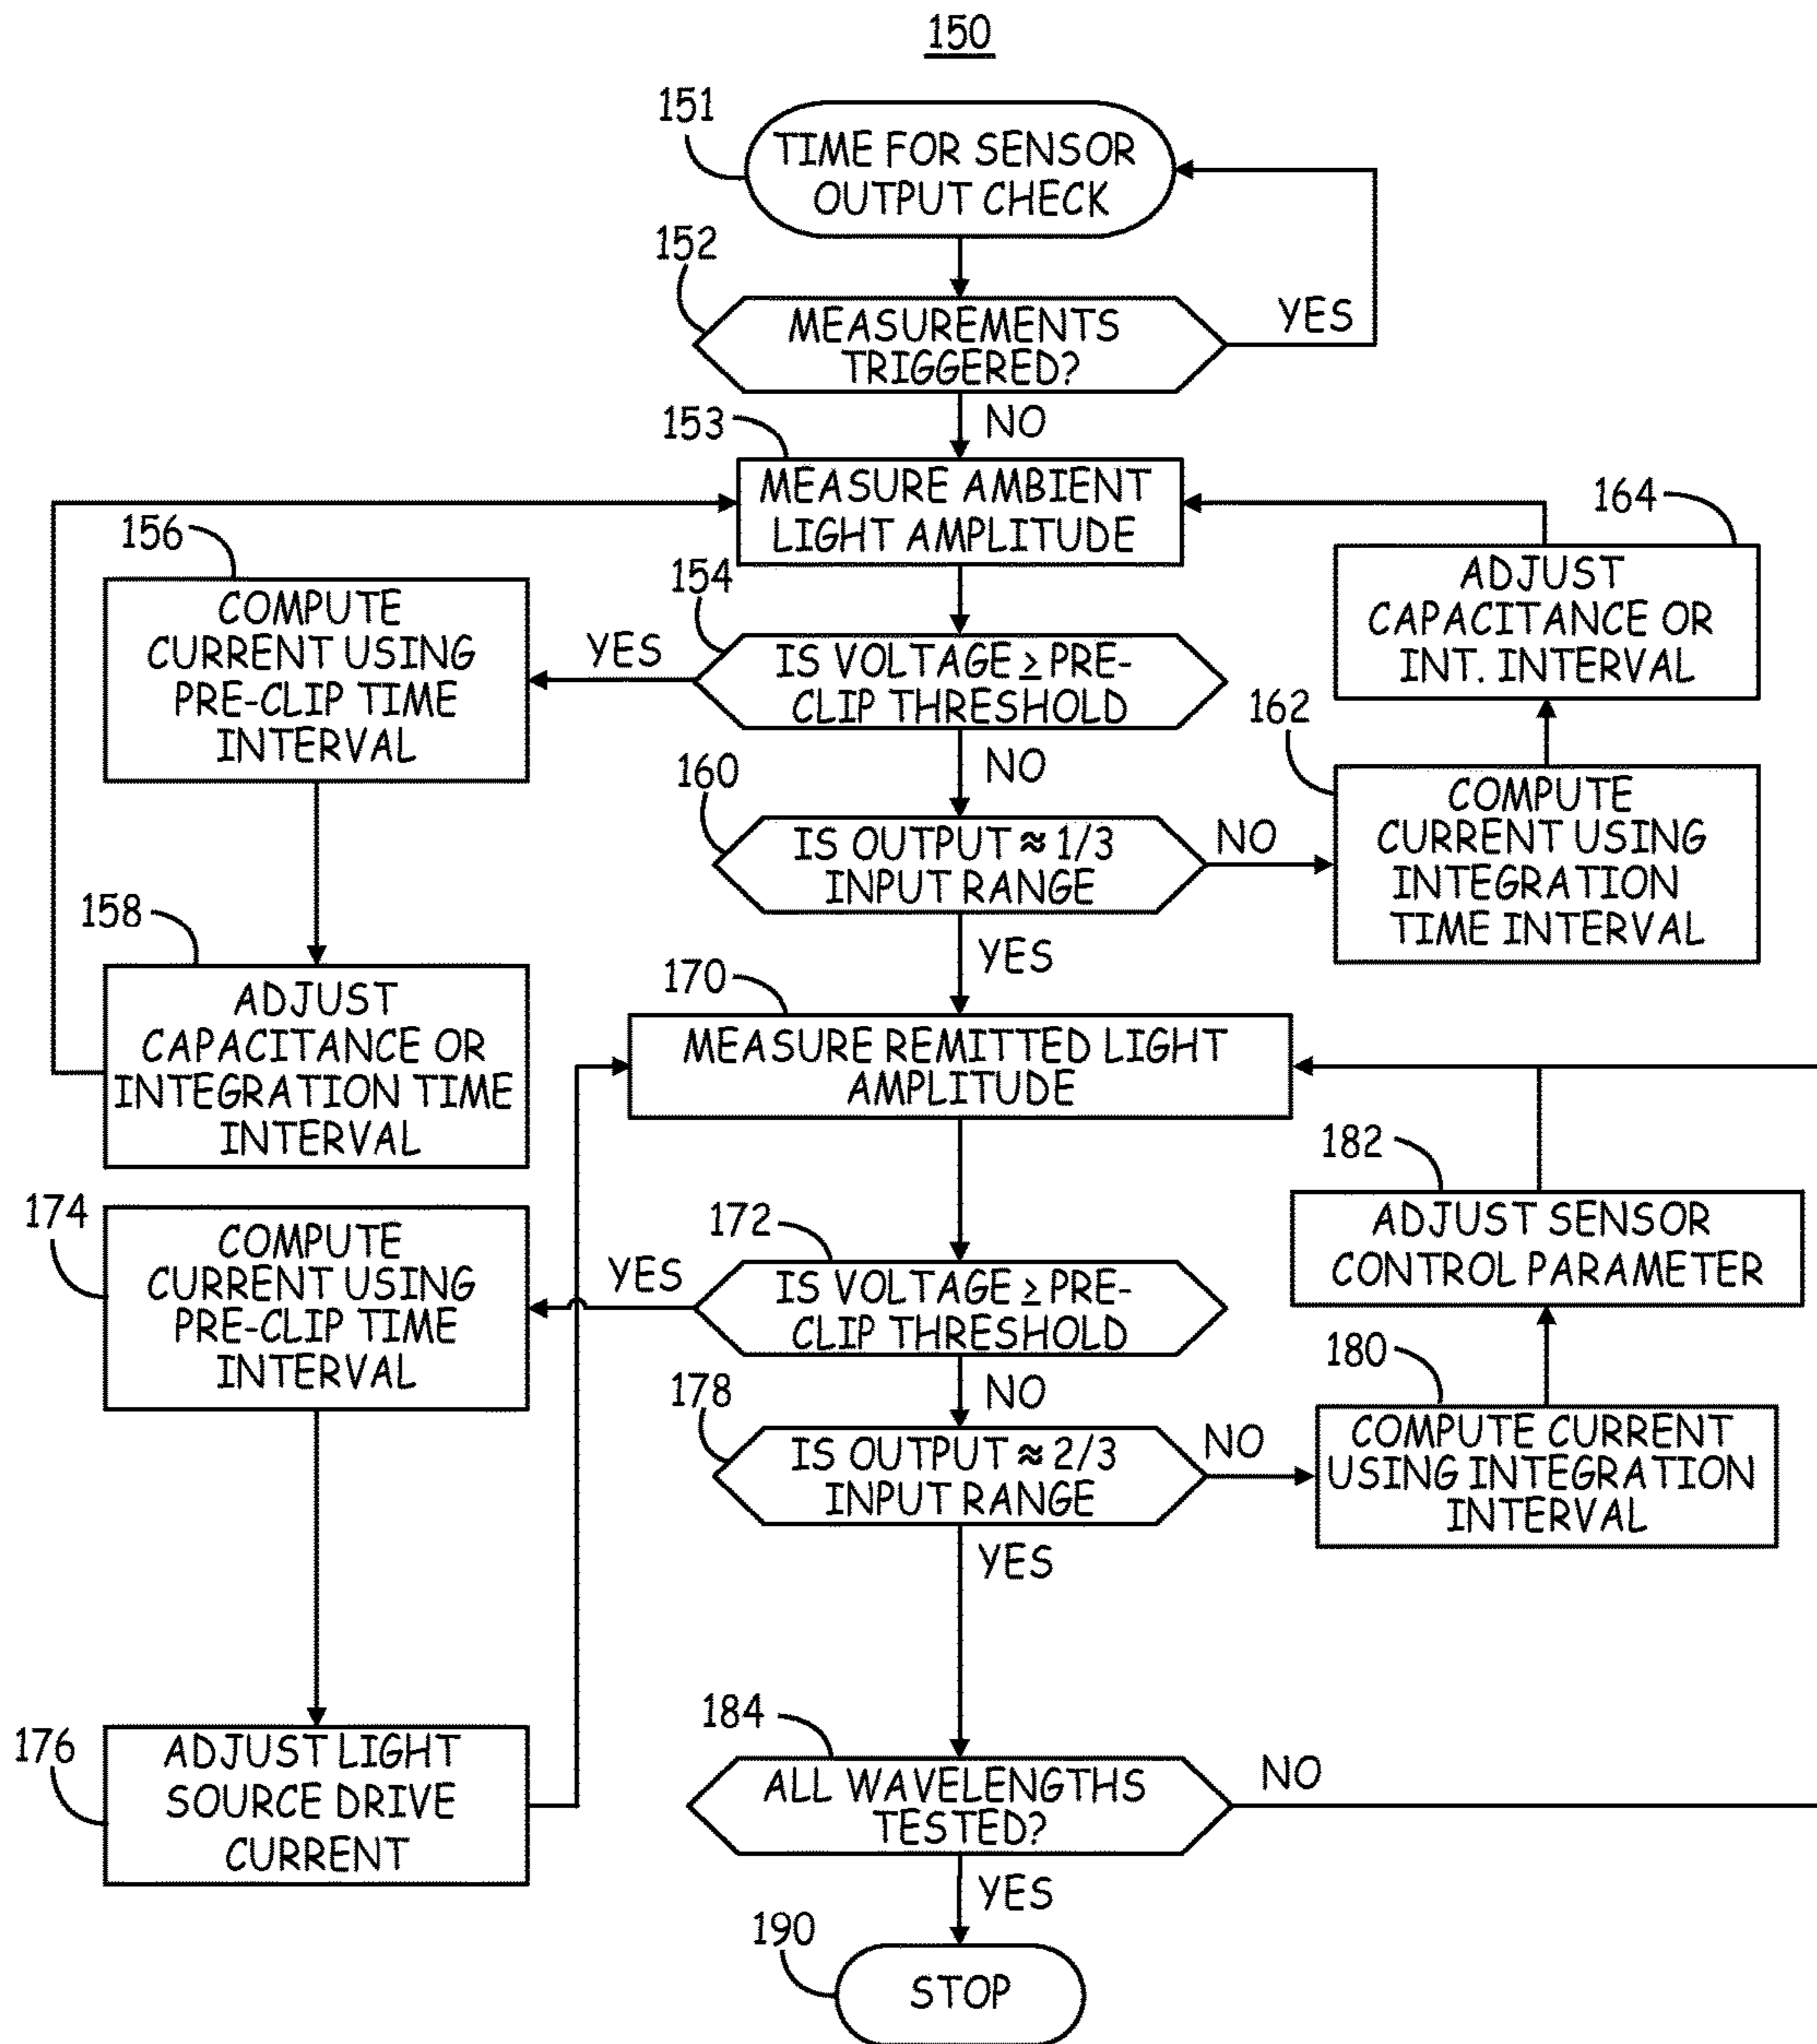 150
151
TIME FOR SENSOR
OUTPUT CHECK
152
MEASUREMENTS
TRIGGERED?
YES
NO
153
MEASURE AMBIENT
LIGHT AMPLITUDE
164
ADJUST
CAPACITANCE OR
INT. INTERVAL
156
COMPUTE
CURRENT USING
PRE-CLIP TIME
INTERVAL
154
YES
IS VOLTAGE ≥ PRE-
CLIP THRESHOLD
NO
162
COMPUTE
CURRENT USING
INTEGRATION
TIME INTERVAL
160
IS OUTPUT ≈ 1/3
INPUT RANGE
NO
YES
158
ADJUST
CAPACITANCE OR
INTEGRATION TIME
INTERVAL
170
MEASURE REMITTED LIGHT
AMPLITUDE
182
ADJUST SENSOR
CONTROL PARAMETER
174
COMPUTE
CURRENT USING
PRE-CLIP TIME
INTERVAL
172
YES
IS VOLTAGE ≥ PRE-
CLIP THRESHOLD
NO
180
COMPUTE CURRENT
USING INTEGRATION
INTERVAL
178
IS OUTPUT ≈ 2/3
INPUT RANGE
NO
YES
176
ADJUST LIGHT
SOURCE DRIVE
CURRENT
184
ALL WAVELENGTHS
TESTED?
NO
YES
190
STOP